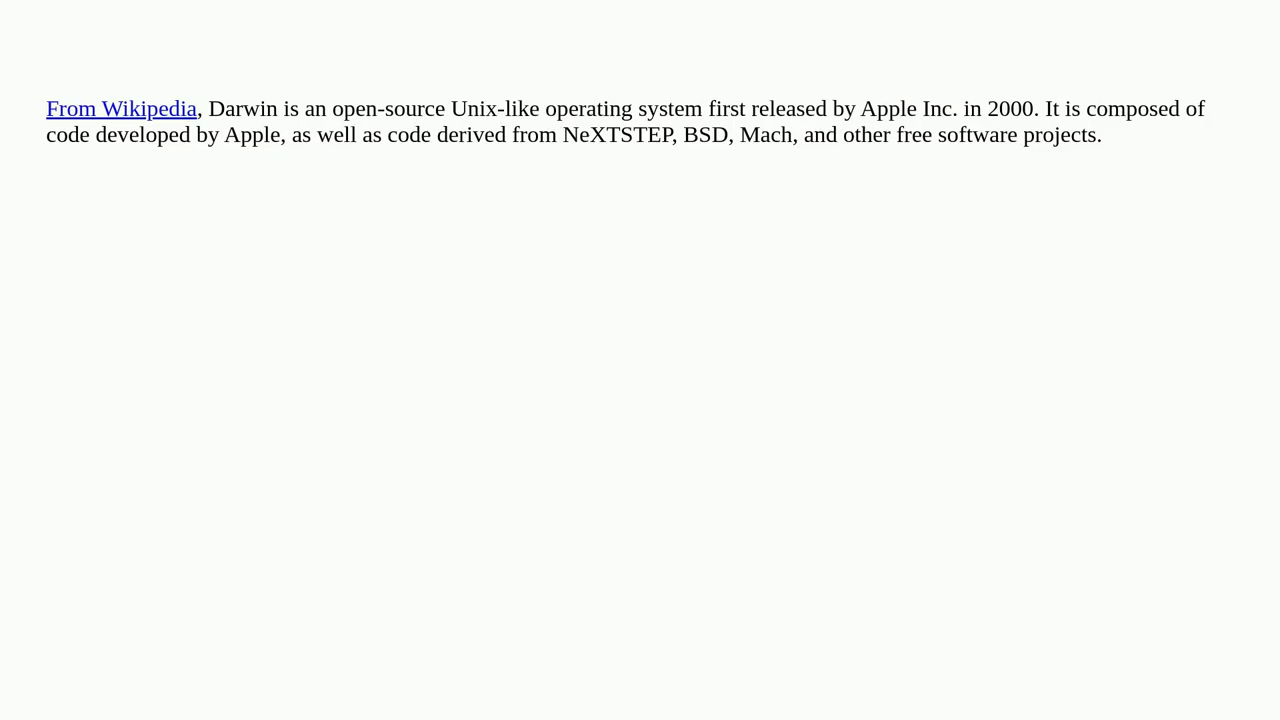 From Wikipedia, Darwin is an open-source Unix-like operating system first released by Apple Inc. in 2000. It is composed of
code developed by Apple, as well as code derived from NeXTSTEP, BSD, Mach, and other free software projects.